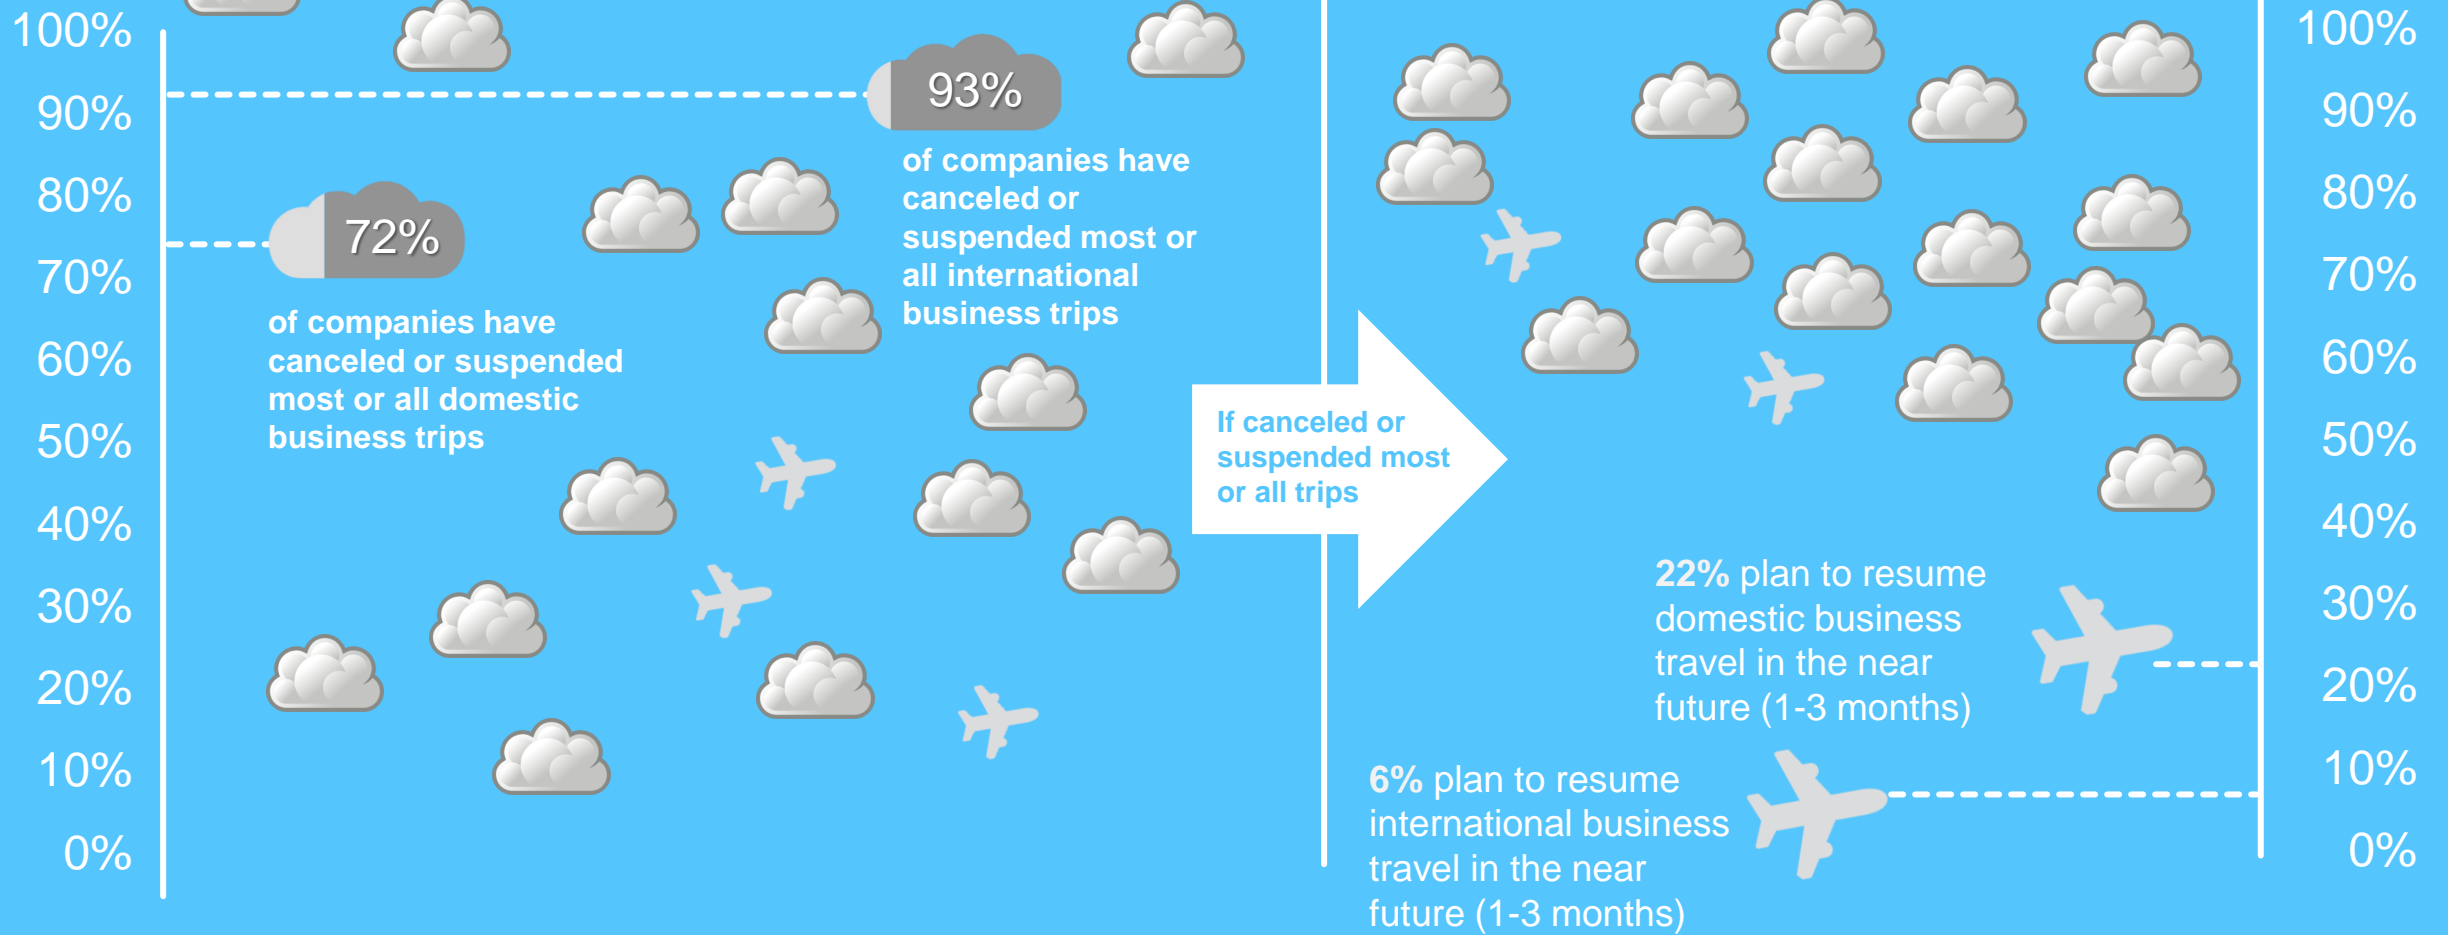 100%
90%
80%
70%
60%
50%
40%
30%
20%
10%
0%
93%
of companies have
canceled or
suspended most or
all international
business trips
72%
of companies have
canceled or suspended
most or all domestic
business trips
If canceled or
suspended most
or all trips
22% plan to resume
domestic business
travel in the near
future (1-3 months)
6% plan to resume
international business
travel in the near
future (1-3 months)
100%
90%
80%
70%
60%
50%
40%
30%
20%
10%
0%